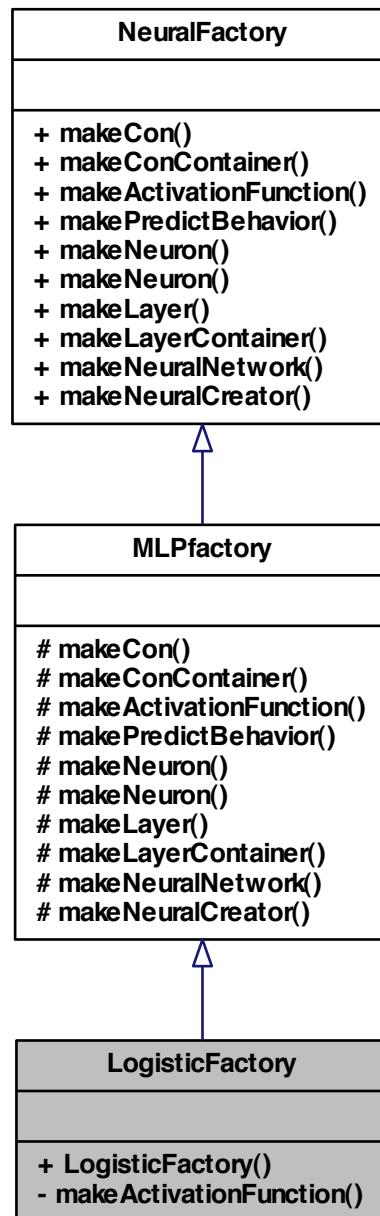 NeuralFactory
+ makeCon()
+ makeConContainer()
+ makeActivationFunction()
+ makePredictBehavior()
+ makeNeuron()
+ makeNeuron()
+ makeLayer()
+ makeLayerContainer()
+ makeNeuralNetwork()
+ makeNeuralCreator()
MLPfactory
# makeCon()
# makeConContainer()
# makeActivationFunction()
# makePredictBehavior()
# makeNeuron()
# makeNeuron()
# makeLayer()
# makeLayerContainer()
# makeNeuralNetwork()
# makeNeuralCreator()
LogisticFactory
+ LogisticFactory()
- makeActivationFunction()